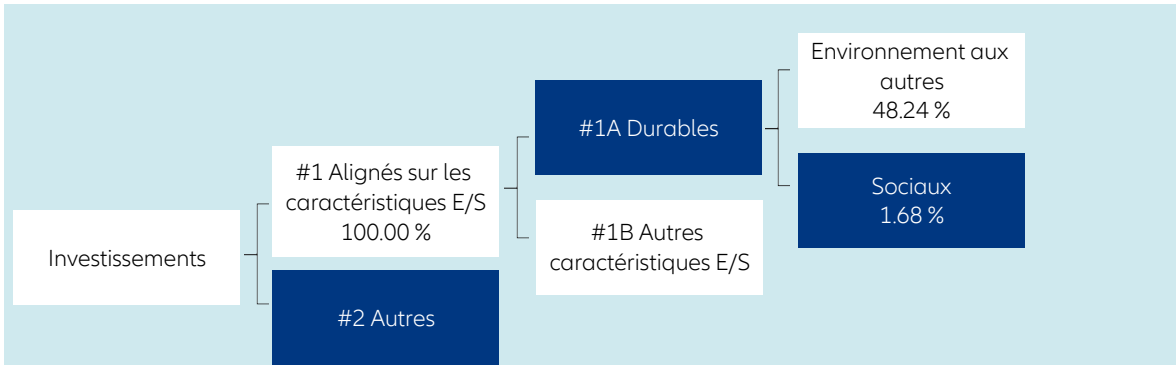 Investissements
#1 Alignés sur les
caractéristiques E/S
100.00 %
#2 Autres
#1A Durables
#1B Autres
caractéristiques E/S
Environnement aux
autres
48.24 %
Sociaux
1.68 %